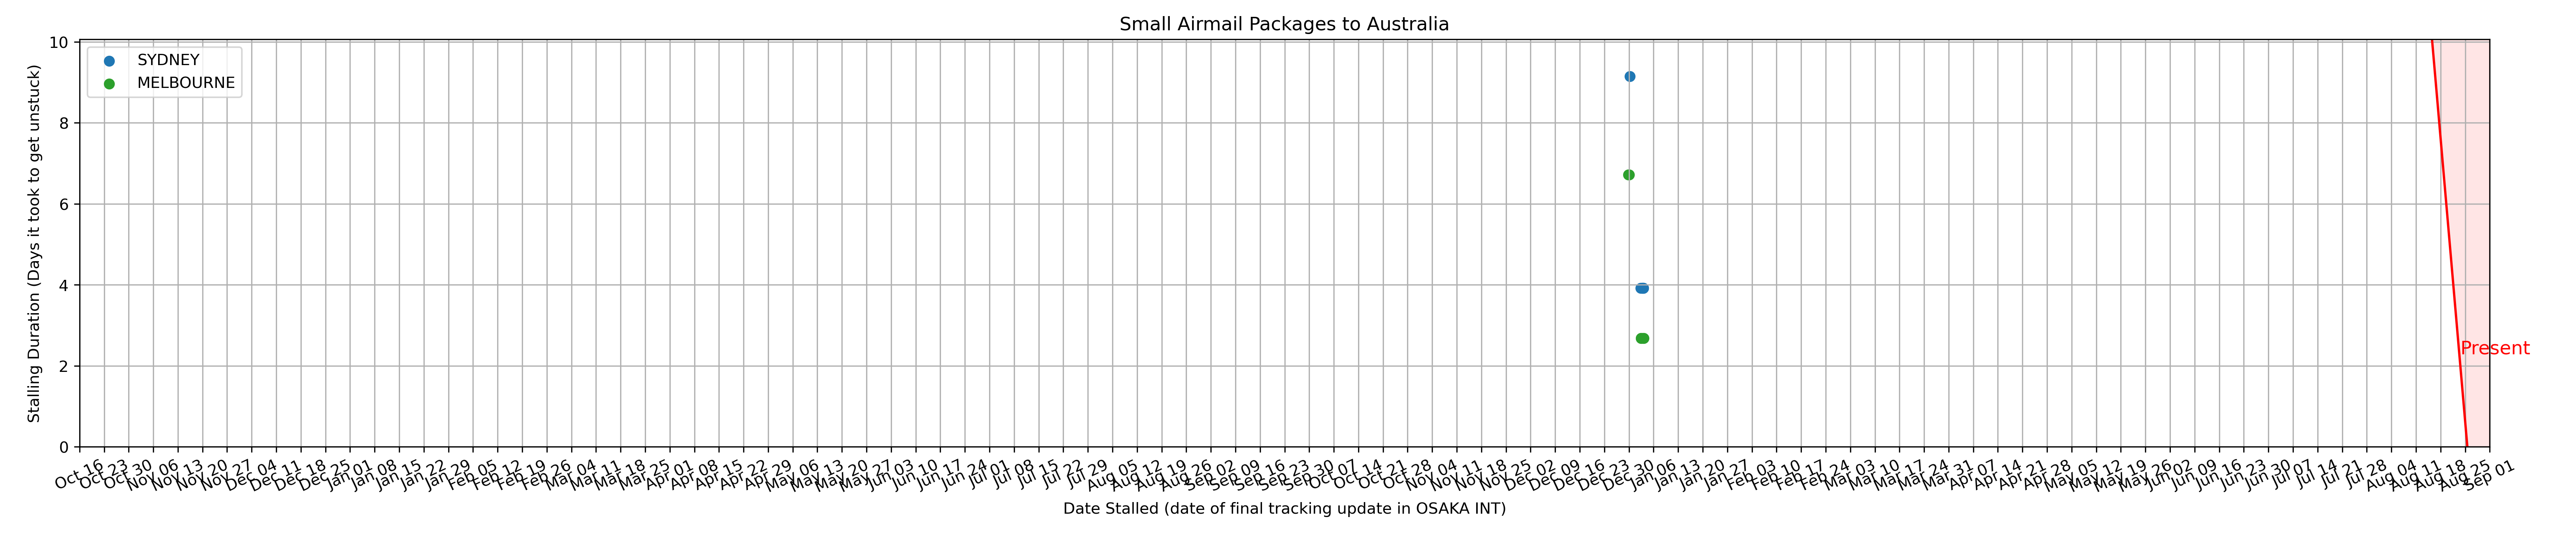 Small Airmail Packages to Australia
SYDNEY
MELBOURNE
Stalling Duration (Days it took to get unstuck)
10
8
6
4
2
0
Present
Oct 16
Oct 23
Oct 30
Nov 06
Nov 13
Nov 20
Nov 27
Dec 04
Dec 11
Dec 18
Dec 25
Jan 01
Jan 08
Jan 15
Jan 22
Jan 29
Feb 05
Feb 12
Feb 19
Feb 26
Mar 04
Mar 11
Mar 18
Mar 25
Apr 01
Apr 08
Apr 15
Apr 22
Apr 29
May 06
May 13
May 20
May 27
Jun 03
Jun 10
Jun 17
Jun 24
Jul 01
Jul 08
Jul 15
Jul 22
Jul 29
Aug 05
Aug 12
Aug 19
Aug 26
Sep 02
Sep 09
Sep 16
Sep 23
Sep 30
Oct 07
Oct 14
Oct 21
Oct 28
Nov 04
Nov 11
Nov 18
Nov 25
Dec 02
Dec 09
Dec 16
Dec 23
Dec 30
Jan 06
Jan 13
Jan 20
Jan 27
Feb 03
Feb 10
Feb 17
Feb 24
Mar 03
Mar 10
Mar 17
Mar 24
Mar 31
Apr 07
Apr 14
Apr 21
Apr 28
May 05
May 12
May 19
May 26
Jun 02
Jun 09
Jun 16
Jun 23
Jun 30
Jul 07
Jul 14
Jul 21
Jul 28
Aug 04
Aug 11
Aug 18
Aug 25
Sep 01
Date Stalled (date of final tracking update in OSAKA INT)